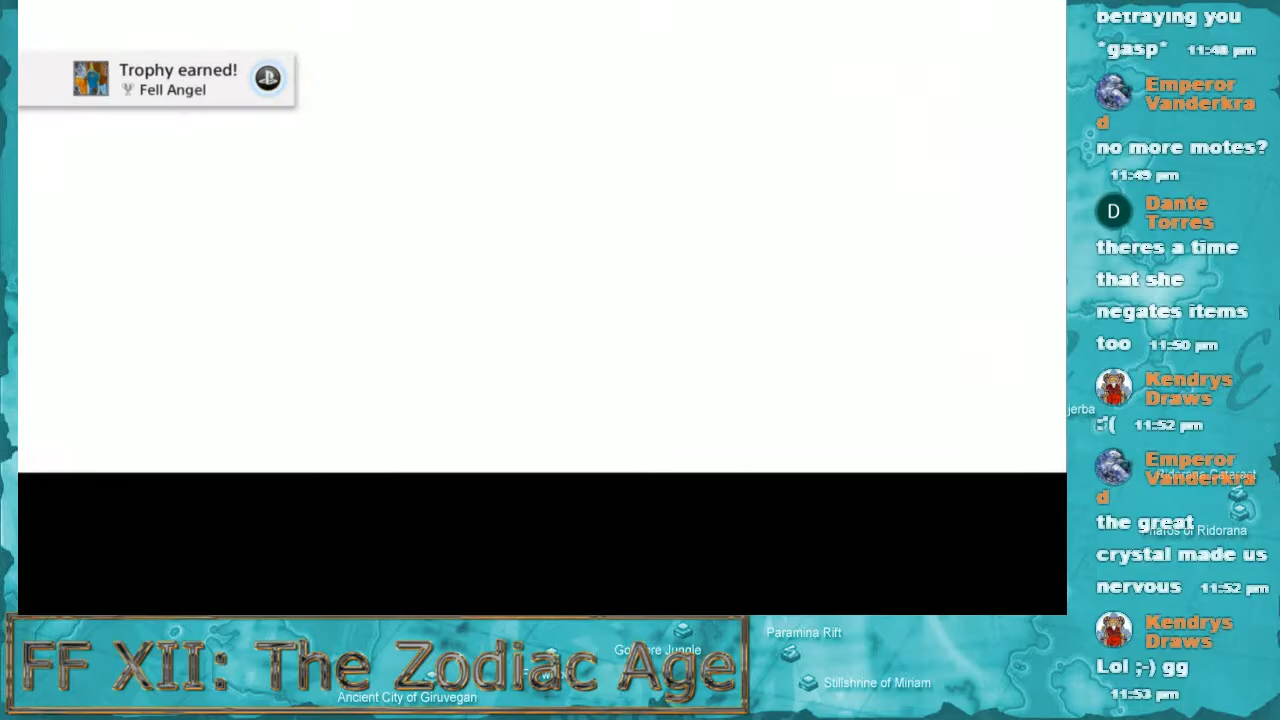 Trophy earned!
Fell Angel
betraying you
*gasp* 11:48 pm
Emperor
Vanderkra
d
no more motes?
11:49 pm
D
Dante
Torres
theres a time
that she
negates items
too 11:50 pm
Kendrys
Draws
:'( 11:52 pm
jerba
Emperor
Vanderkra
d
the great
of Ridorana
crystal made us
nervous 11:52 pm
Kendrys
Draws
Lol ;-) gg
11:53 pm
FF XII: The Zodiac Age
Jungle
Ancient City of Giruvegan
Paramina Rift
Stilshrine of Miriam